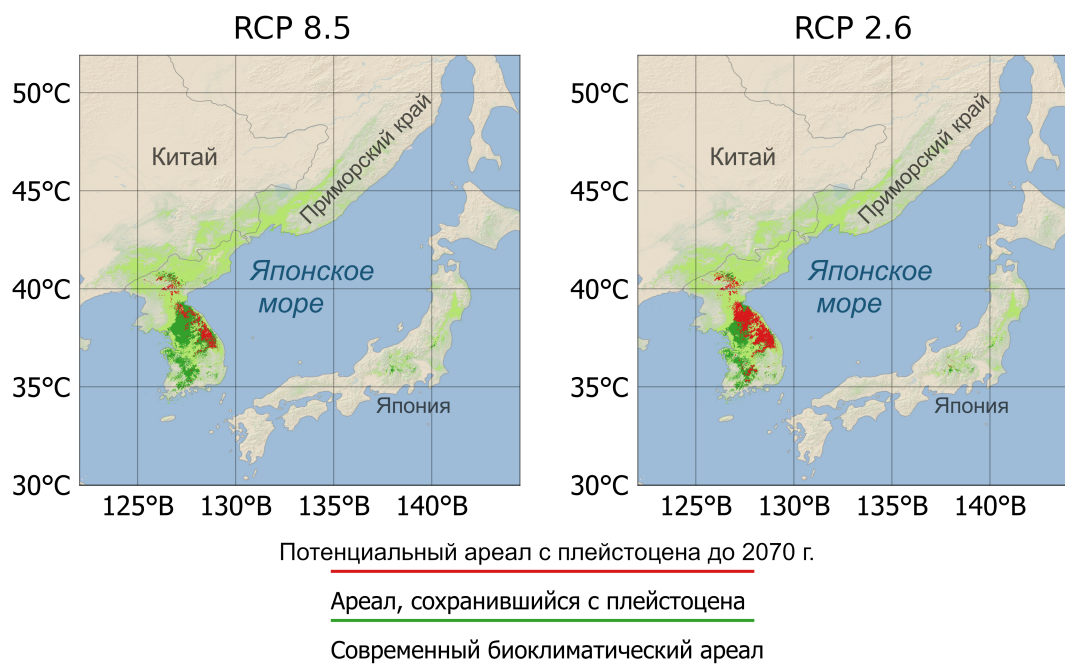 RCP 8.5
RCP 2.6
50°C
45°C
40°C
35°C
30°C
125°В
130°В
135°В
140°В
Китай
Приморский край
Японское
море
Япония
50°C
45°C
40°C
35°C
30°C
125°В
130°В
135°В
140°В
Китай
Приморский край
Японское
море
Япония
Потенциальный ареал с плейстоцена до 2070 г.
Ареал, сохранившийся с плейстоцена
Современный биоклиматический ареал